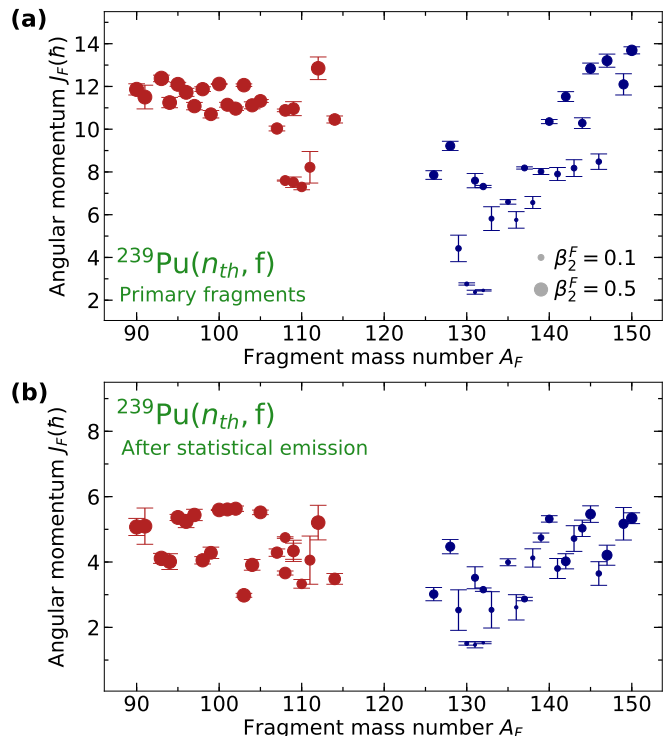 (a)
Angular momentum J_F(ħ)
14
12
10
8
6
4
2
²³⁹Pu(n_th, f)
Primary fragments
β₂^F = 0.1
β₂^F = 0.5
90 100 110 120 130 140 150
Fragment mass number A_F
(b)
Angular momentum J_F(ħ)
8
6
4
2
²³⁹Pu(n_th, f)
After statistical emission
90 100 110 120 130 140 150
Fragment mass number A_F